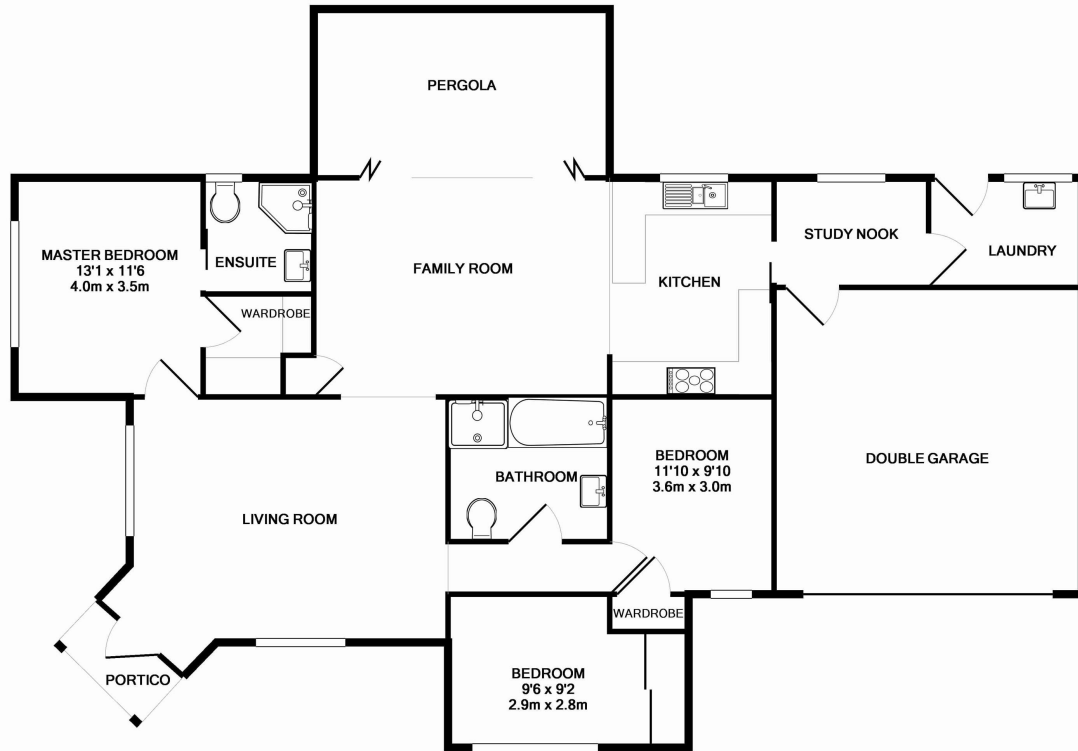 PERGOLA
MASTER BEDROOM
13'1 x 11'6
4.0m x 3.5m
ENSUITE
WARDROBE
FAMILY ROOM
KITCHEN
STUDY NOOK
LAUNDRY
LIVING ROOM
BATHROOM
BEDROOM
11'10 x 9'10
3.6m x 3.0m
DOUBLE GARAGE
WARDROBE
BEDROOM
9'6 x 9'2
2.9m x 2.8m
PORTICO